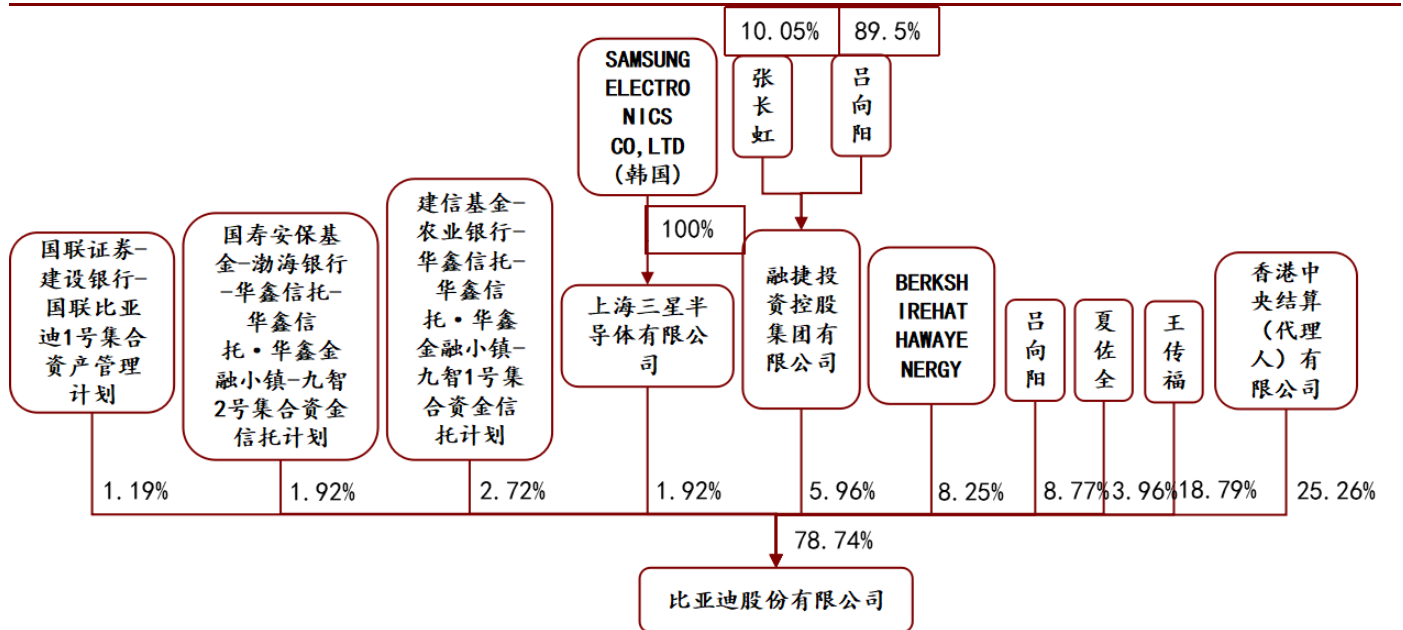 10.05%
89.5%
SAMSUNG
ELECTRO
NICS
CO,LTD
(韩国)
张
长
虹
吕
向
阳
100%
国联证券-
建设银行-
国联比亚
迪1号集合
资产管理
计划
国寿安保基
金-渤海银行
-华鑫信托-
华鑫信
托·华鑫金
融小镇-九智
2号集合资金
信托计划
建信基金-
农业银行-
华鑫信托-
华鑫信
托·华鑫
金融小镇-
九智1号集
合资金信
托计划
上海三星半
导体有限公
司
融捷投
资控股
集团有
限公司
BERKSH
IREHAT
HAWAYE
NERGY
吕
向
阳
夏
佐
全
王
传
福
香港中
央结算
（代理
人）有
限公司
1.19%
1.92%
2.72%
1.92%
5.96%
8.25%
8.77%
3.96%
18.79%
25.26%
78.74%
比亚迪股份有限公司